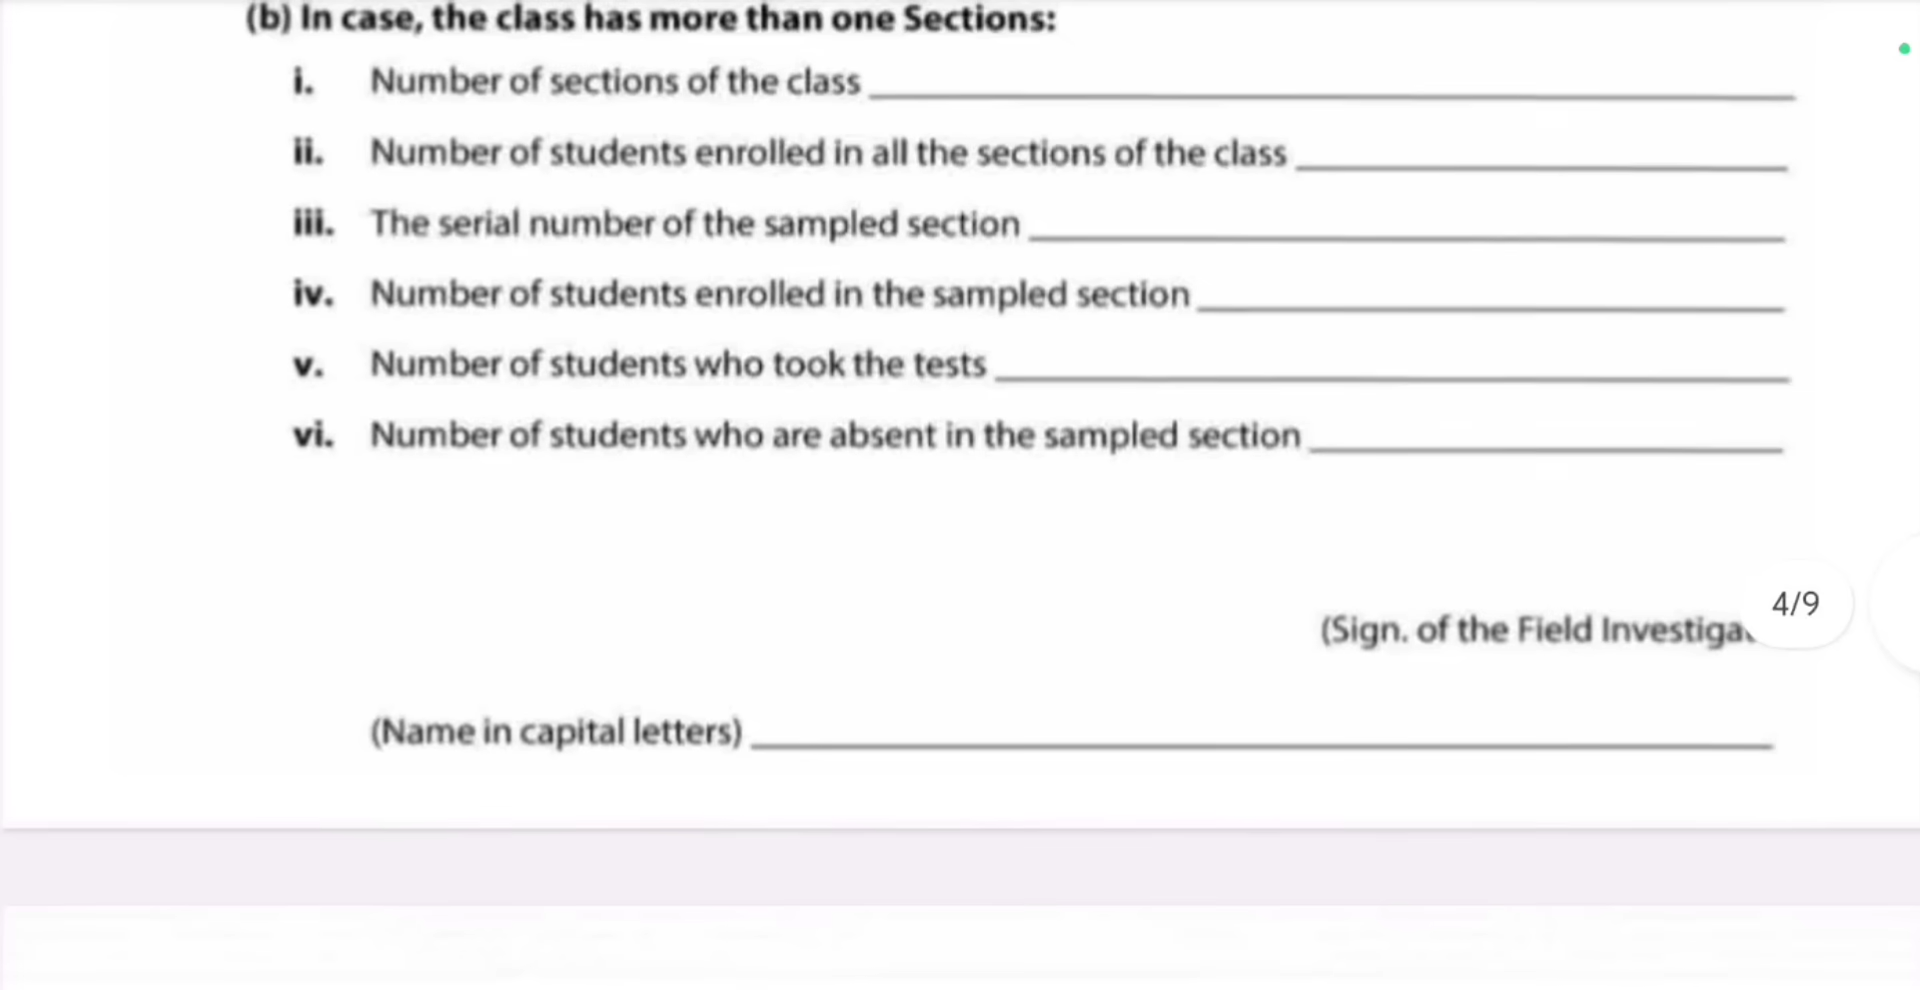 (b) In case, the class has more than one Sections:
i. Number of sections of the class
ii. Number of students enrolled in all the sections of the class
iii. The serial number of the sampled section
iv. Number of students enrolled in the sampled section
v. Number of students who took the tests
vi. Number of students who are absent in the sampled section
4/9
(Sign. of the Field
(Name in capital letters)